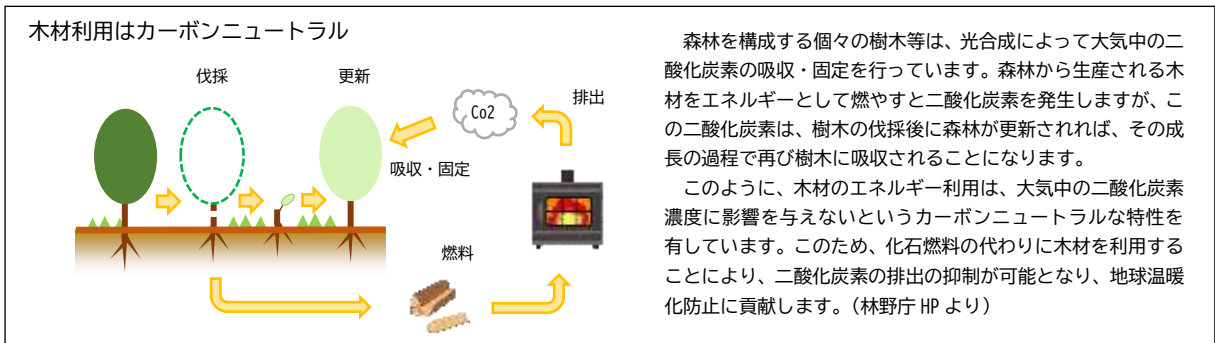 木材利用はカーボンニュートラル
伐採
更新
Co2
排出
吸収・固定
燃料
森林を構成する個々の樹木等は、光合成によって大気中の二
酸化炭素の吸収・固定を行っています。森林から生産される木
材をエネルギーとして燃やすと二酸化炭素を発生しますが、こ
の二酸化炭素は、樹木の伐採後に森林が更新されれば、その成
長の過程で再び樹木に吸収されることになります。
このように、木材のエネルギー利用は、大気中の二酸化炭素
濃度に影響を与えないというカーボンニュートラルな特性を
有しています。このため、化石燃料の代わりに木材を利用する
ことにより、二酸化炭素の排出の抑制が可能となり、地球温暖
化防止に貢献します。（林野庁 HP より）